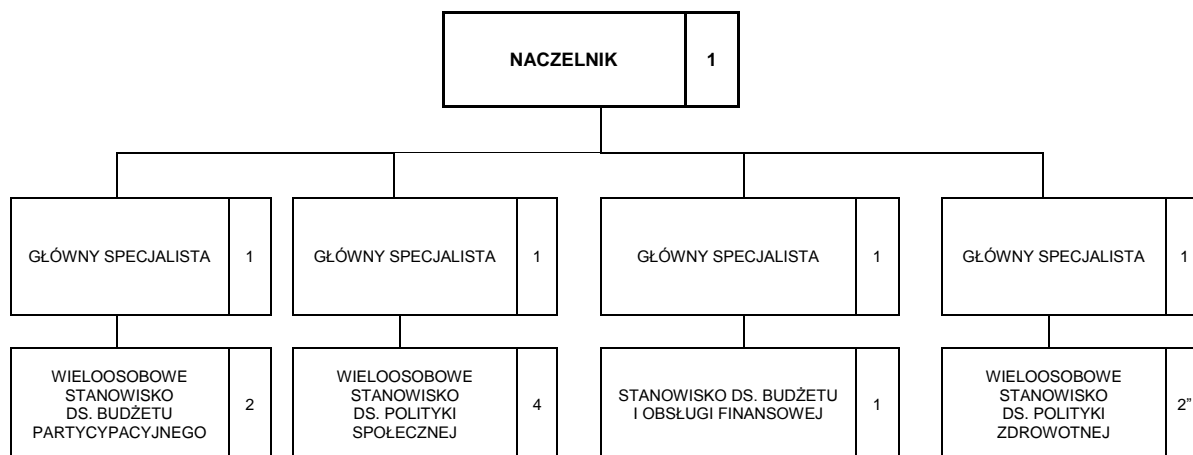 NACZELNIK 1
GŁÓWNY SPECJALISTA 1
GŁÓWNY SPECJALISTA 1
GŁÓWNY SPECJALISTA 1
GŁÓWNY SPECJALISTA 1
WIELOOSOBOWE
STANOWISKO
DS. BUDŻETU
PARTYCYPACYJNEGO
2
WIELOOSOBOWE
STANOWISKO
DS. POLITYKI
SPOŁECZNEJ
4
STANOWISKO DS. BUDŻETU
I OBSŁUGI FINANSOWEJ
1
WIELOOSOBOWE
STANOWISKO
DS. POLITYKI
ZDROWOTNEJ
2”